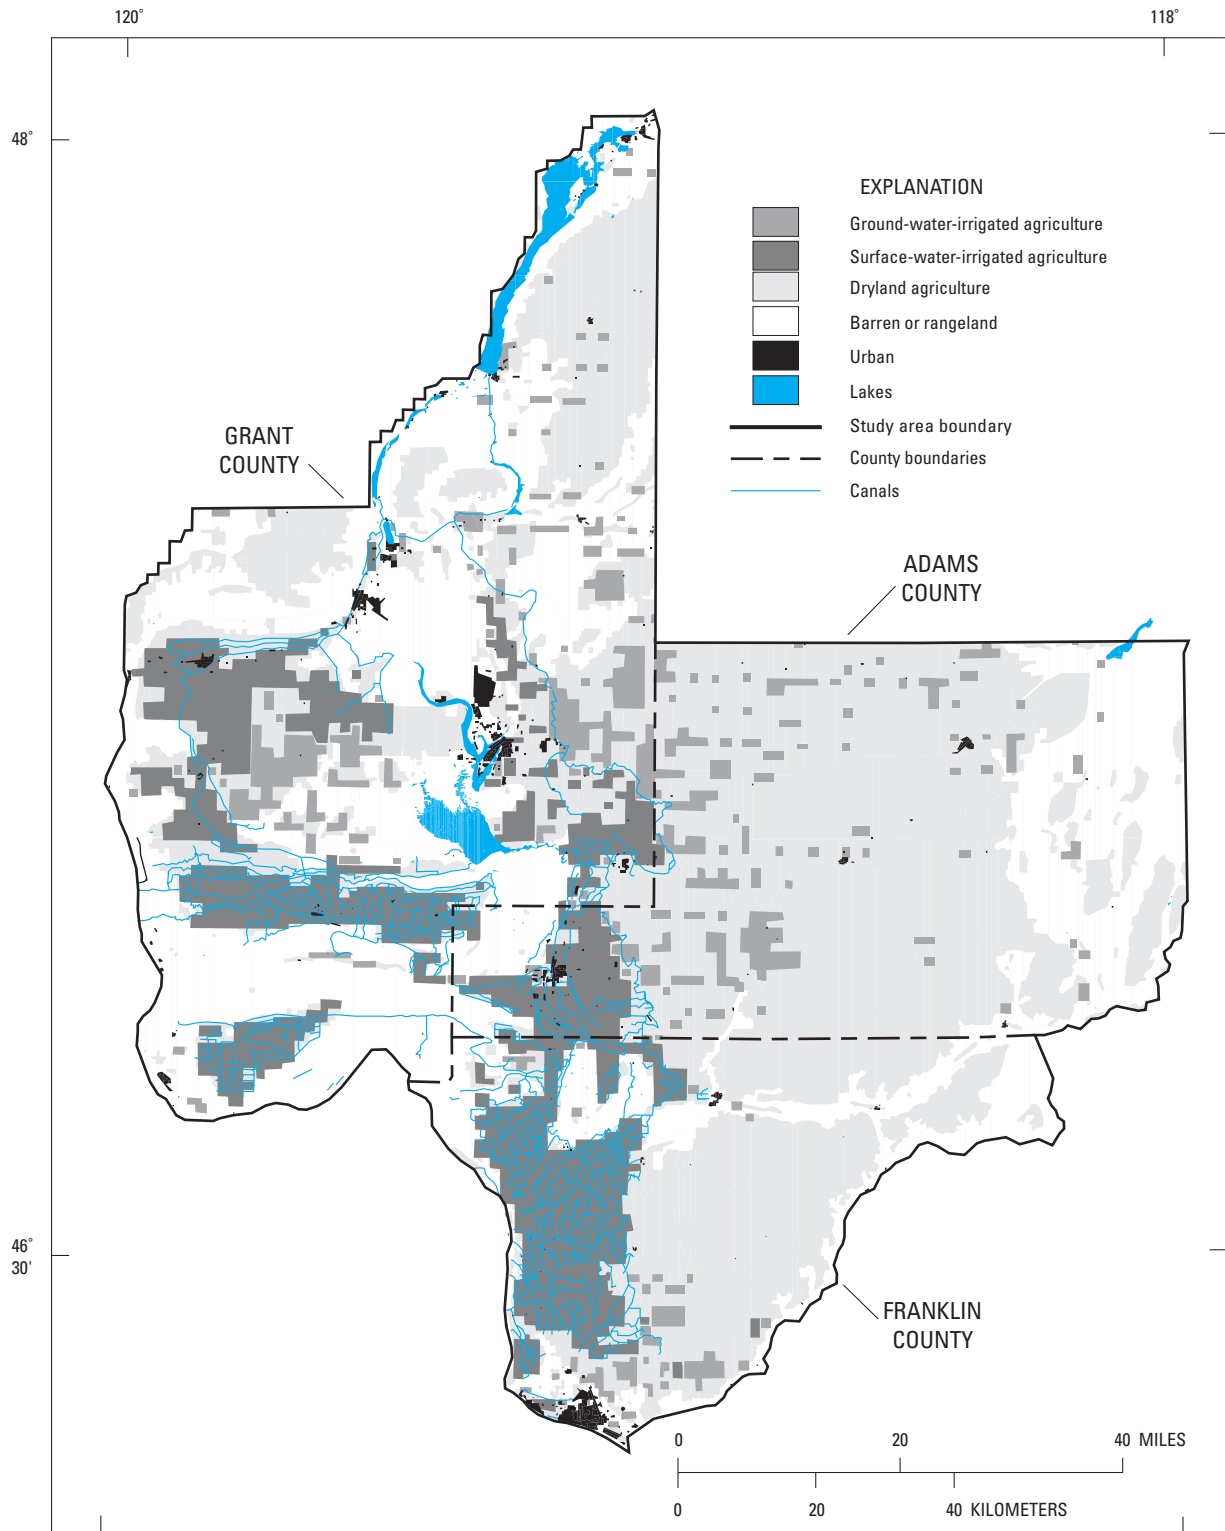 120°
118°
48°
EXPLANATION
Ground-water-irrigated agriculture
Surface-water-irrigated agriculture
Dryland agriculture
Barren or rangeland
Urban
Lakes
Study area boundary
County boundaries
Canals
GRANT
COUNTY
ADAMS
COUNTY
46°
30'
FRANKLIN
COUNTY
0 20 40 MILES
0 20 40 KILOMETERS